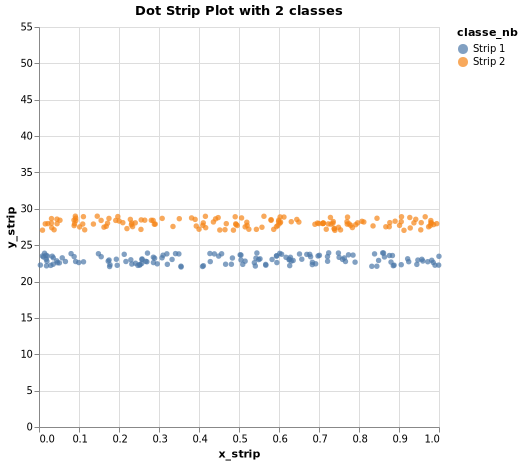 Dot Strip Plot with 2 classes
classe_nb
Strip 1
Strip 2
y_strip
55
50
45
40
35
30
25
20
15
10
5
0
0.0 0.1 0.2 0.3 0.4 0.5 0.6 0.7 0.8 0.9 1.0
x_strip